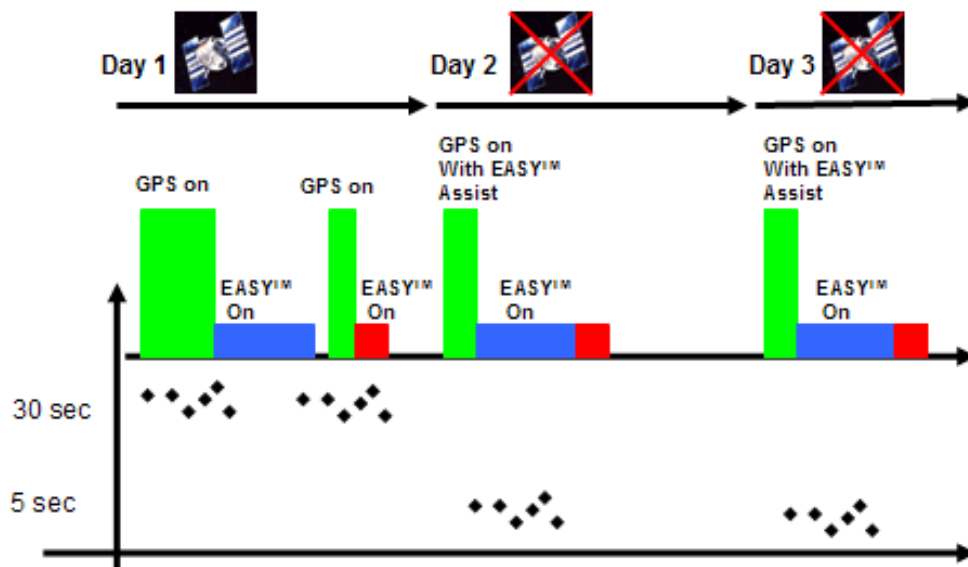 Day 1
Day 2
Day 3
GPS on
GPS on
GPS on
With EASY™
Assist
GPS on
With EASY™
Assist
EASY™
On
EASY™
On
EASY™
On
EASY™
On
30 sec
5 sec